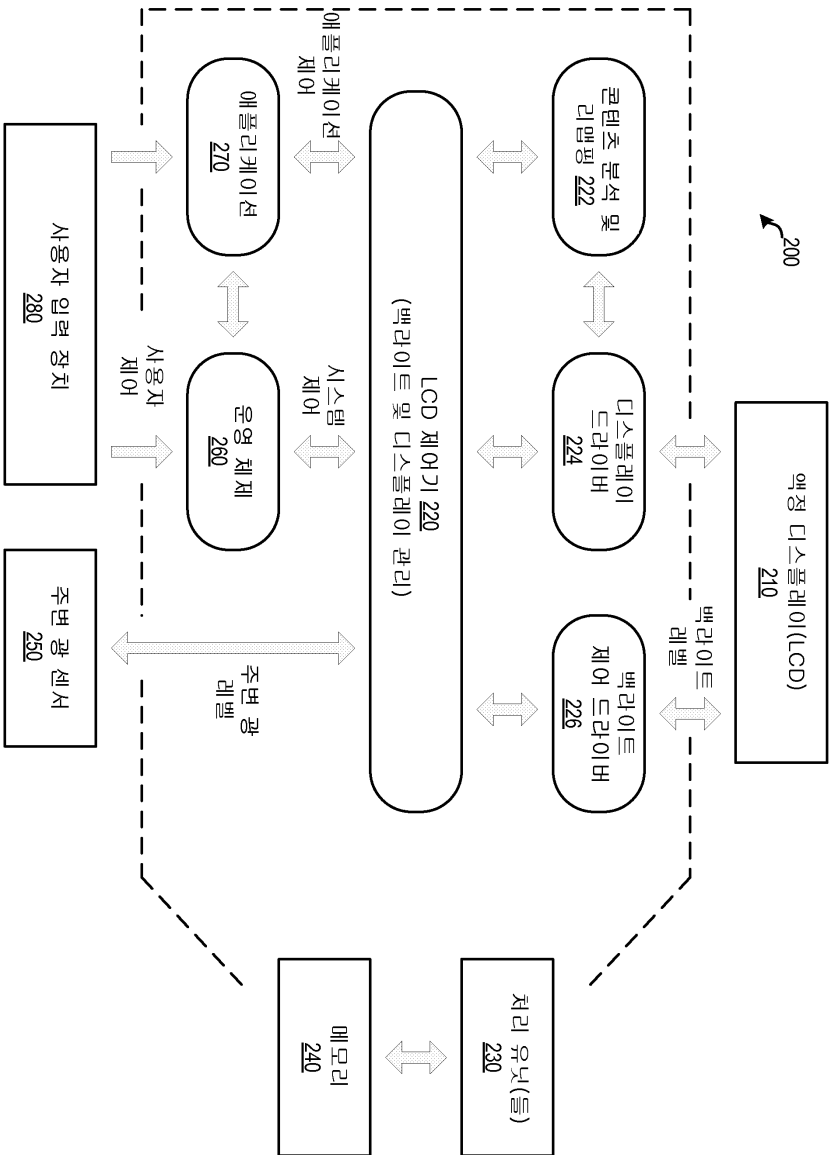 200
액정 디스플레이(LCD)
210
백라이트
레벨
콘텐츠 분석 및
리맵핑 222
디스플레이
드라이버
224
백라이트
제어 드라이버
226
LCD 제어기 220
(백라이트 및 디스플레이 관리)
애플리케이션
제어
시스템
제어
주변 광
레벨
애플리케이션
270
운영 체제
260
사용자
제어
사용자 입력 장치
280
주변 광 센서
250
처리 유닛(들)
230
메모리
240